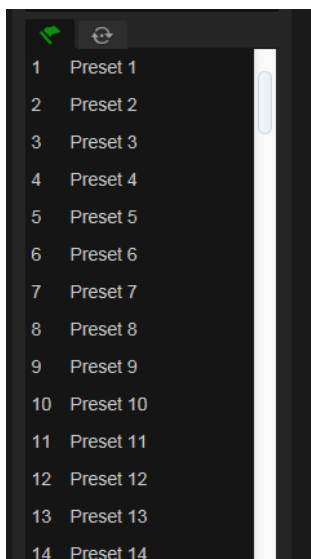 1 Preset 1
2 Preset 2
3 Preset 3
4 Preset 4
5 Preset 5
6 Preset 6
7 Preset 7
8 Preset 8
9 Preset 9
10 Preset 10
11 Preset 11
12 Preset 12
13 Preset 13
14 Preset 14